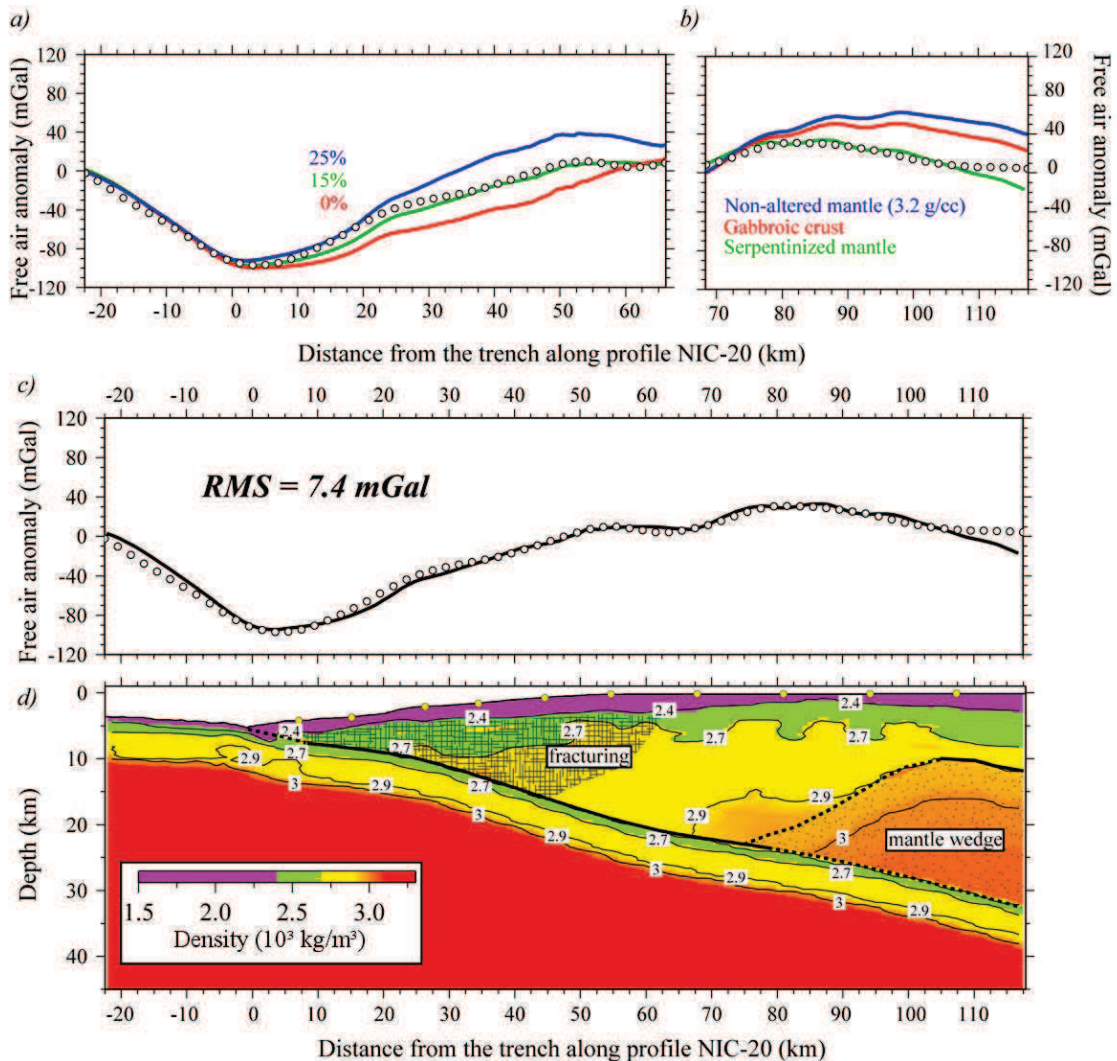 a)
b)
120
80
40
0
-40
-80
-120
Free air anomaly (mGal)
25%
15%
0%
-20 -10 0 10 20 30 40 50 60
120
80
40
0
-40
-80
-120
Free air anomaly (mGal)
Non-altered mantle (3.2 g/cc)
Gabbroic crust
Serpentinized mantle
70 80 90 100 110
Distance from the trench along profile NIC-20 (km)
c)
-20 -10 0 10 20 30 40 50 60 70 80 90 100 110
120
80
40
0
-40
-80
-120
Free air anomaly (mGal)
RMS = 7.4 mGal
d)
0
10
20
30
40
Depth (km)
2.4 2.4 2.4
2.7 2.7 2.7 2.7
fracturing
2.9 2.7 2.9
3 3 3
mantle wedge
2.9 2.7 2.7
2.9 3 2.9
3 2.9
1.5 2.0 2.5 3.0
Density (10³ kg/m³)
-20 -10 0 10 20 30 40 50 60 70 80 90 100 110
Distance from the trench along profile NIC-20 (km)